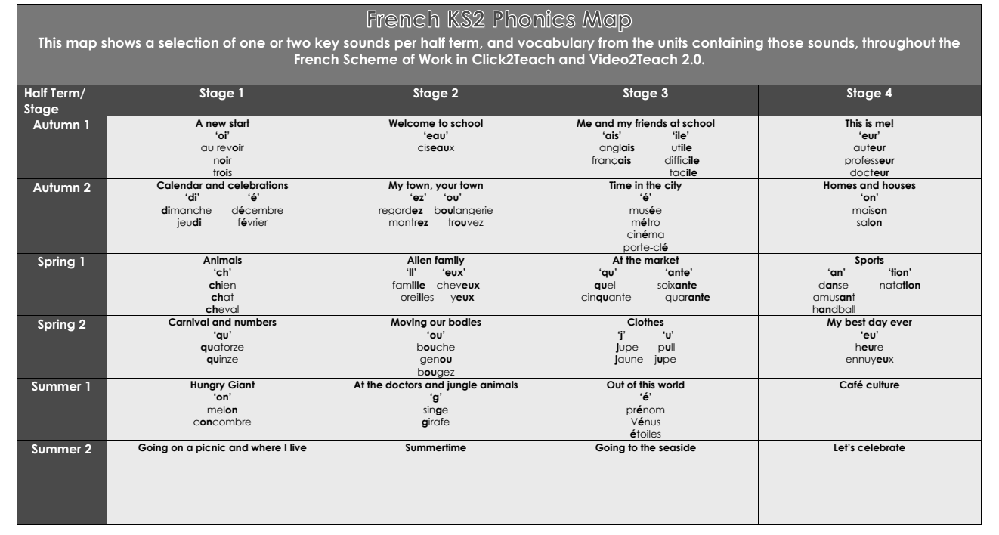 French KS2 Phonics Map
This map shows a selection of one or two key sounds per half term, and vocabulary from the units containing those sounds, throughout the
French Scheme of Work in Click2Teach and Video2Teach 2.0.
Half Term/
Stage
Stage 1
Stage 2
Stage 3
Stage 4
Autumn 1
A new start
‘oi’
au revoir
noir
trois
Welcome to school
‘eau’
ciseaux
Me and my friends at school
‘ais’ ‘ile’
anglais utile
français difficile
facile
This is me!
‘eur’
auteur
professeur
docteur
Autumn 2
Calendar and celebrations
‘di’ ‘é’
dimanche décembre
jeudi février
My town, your town
‘ez’ ‘ou’
regardez boulangerie
montrez trouvez
Time in the city
‘é’
musée
métro
cinéma
porte-clé
Homes and houses
‘on’
maison
salon
Spring 1
Animals
‘ch’
chien
chat
cheval
Alien family
‘ll’ ‘eux’
famille cheveux
oreilles yeux
At the market
‘qu’ ‘ante’
quel soixante
cinquante quarante
Sports
‘an’ ‘tion’
danse natation
amusant
handball
Spring 2
Carnival and numbers
‘qu’
quatorze
quinze
Moving our bodies
‘ou’
bouche
genou
bougez
Clothes
‘j’ ‘u’
jupe pull
jaune jupe
My best day ever
‘eu’
heure
ennuyeux
Summer 1
Hungry Giant
‘on’
melon
concombre
At the doctors and jungle animals
‘g’
singe
girafe
Out of this world
‘é’
prénom
Vénus
étoiles
Café culture
Summer 2
Going on a picnic and where I live
Summertime
Going to the seaside
Let’s celebrate